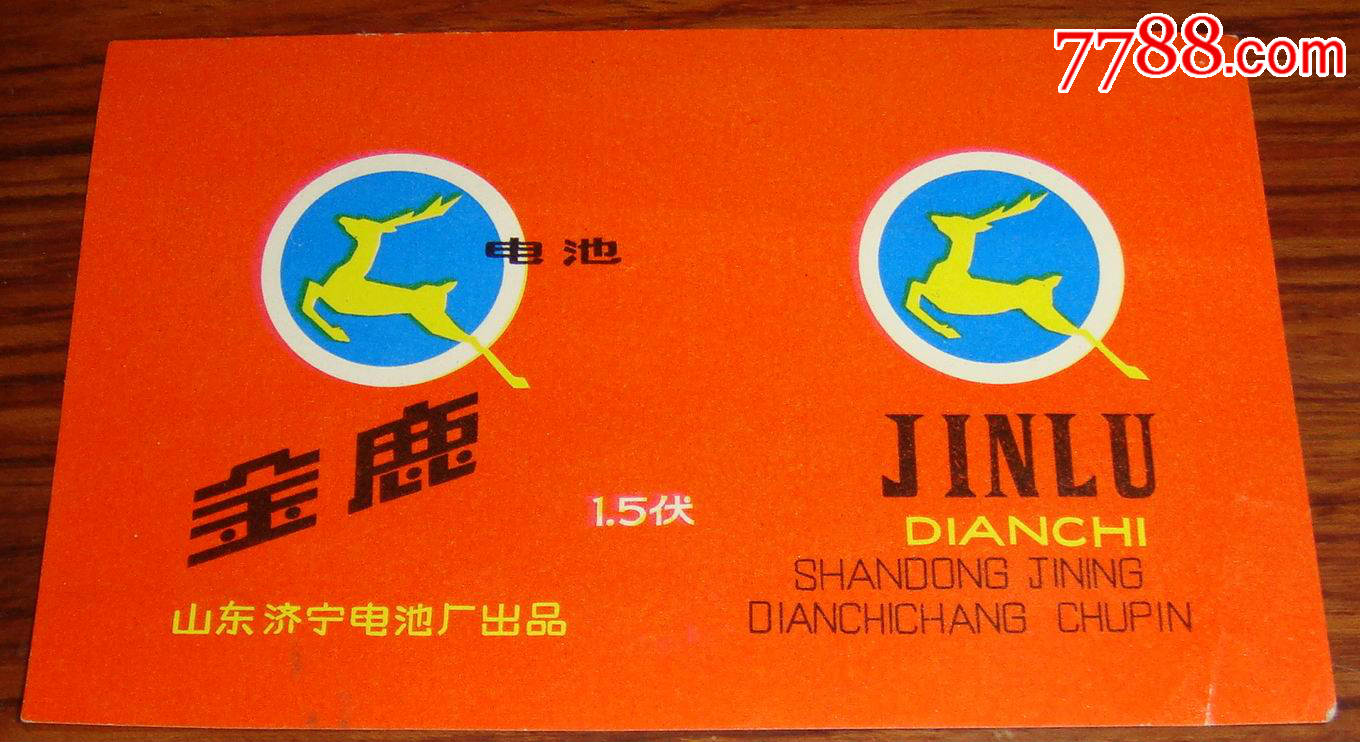 7788.com
电池
金鹿
1.5伏
山东济宁电池厂出品
JINLU
DIANCHI
SHANDONG JINING
DIANCHICHANG CHUPIN